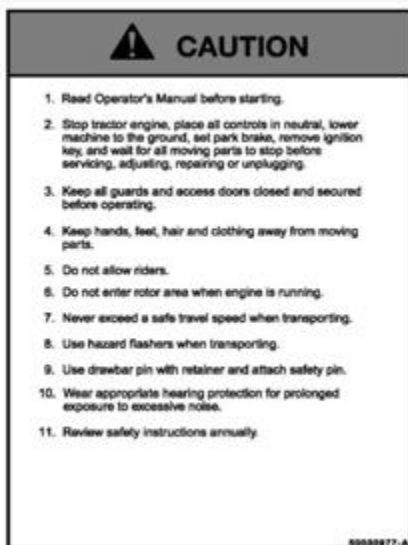 CAUTION
1. Read Operator's Manual before starting.
2. Stop tractor engine, place all controls in neutral, lower
machine to the ground, set park brake, remove ignition
key, and wait for all moving parts to stop before
servicing, adjusting, repairing or unplugging.
3. Keep all guards and access doors closed and secured
before operating.
4. Keep hands, feet, hair and clothing away from moving
parts.
5. Do not allow riders.
6. Do not enter rotor area when engine is running.
7. Never exceed a safe travel speed when transporting.
8. Use hazard flashers when transporting.
9. Use drawbar pin with retainer and attach safety pin.
10. Wear appropriate hearing protection for prolonged
exposure to excessive noise.
11. Review safety instructions annually.